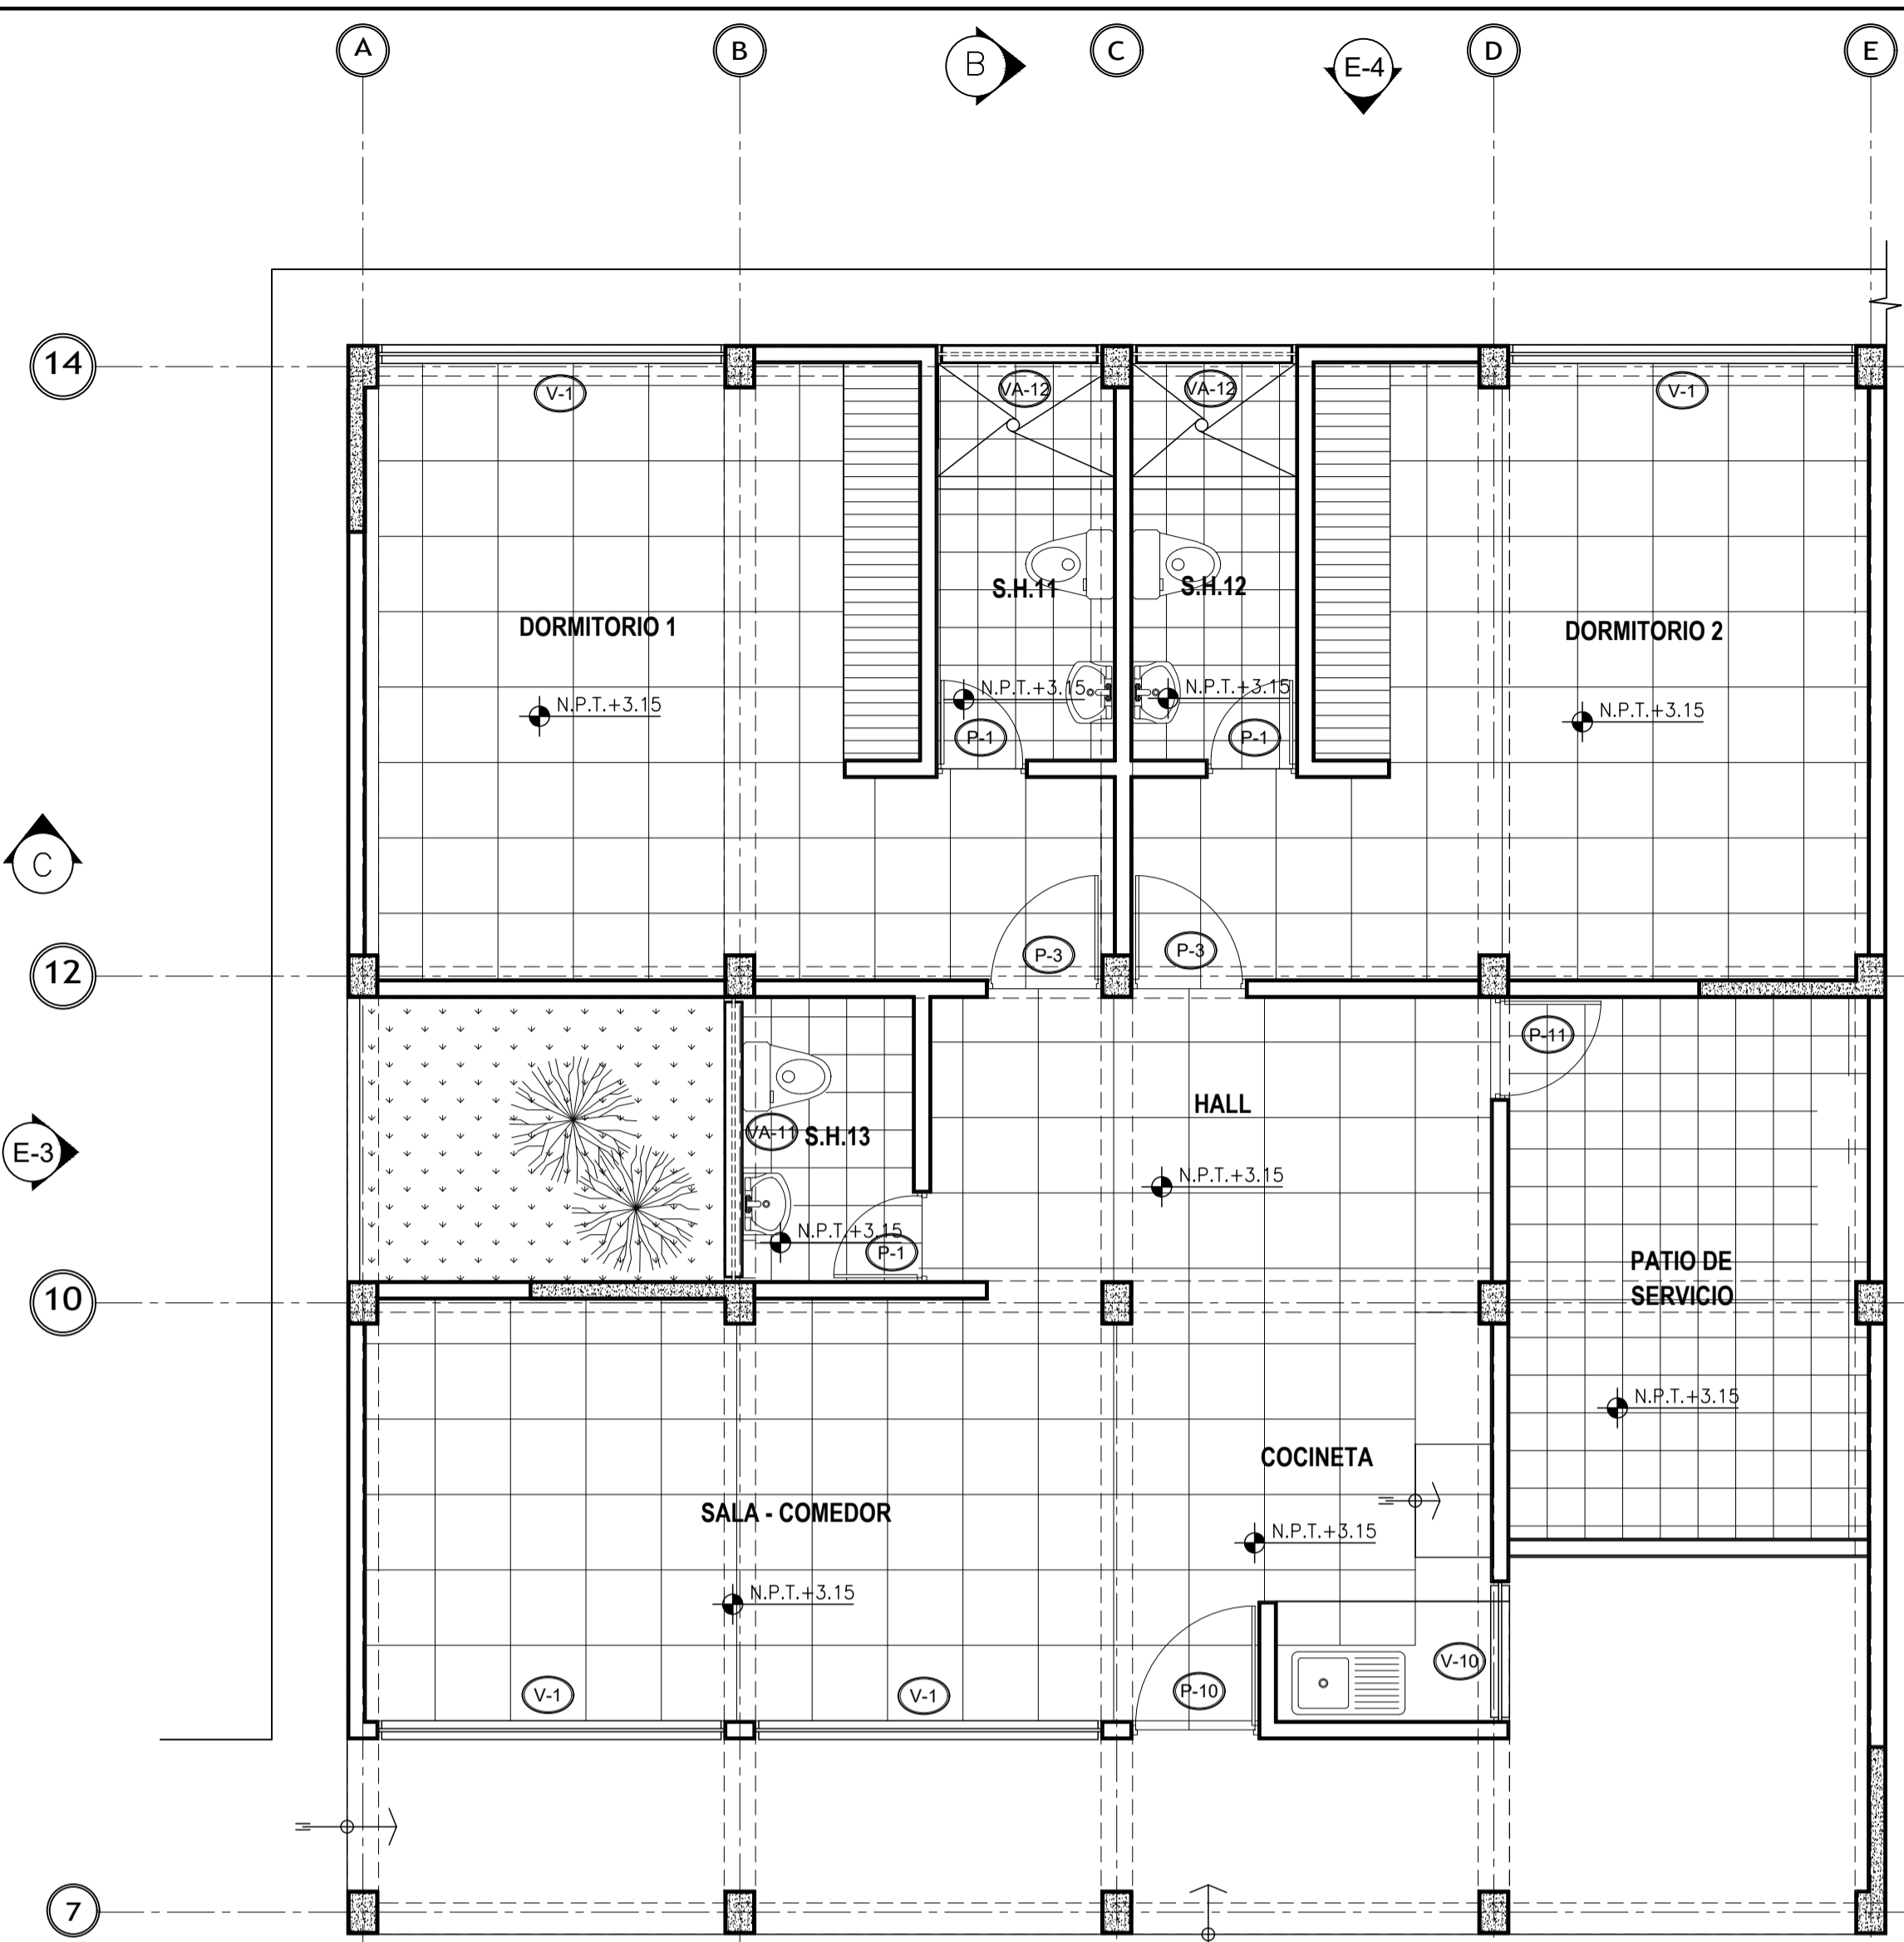 A
B
B
C
E-4
D
E
14
V-1
VA-12
VA-12
V-1
S.H.11
S.H.12
DORMITORIO 1
DORMITORIO 2
N.P.T.+3.15
N.P.T.+3.15
N.P.T.+3.15
N.P.T.+3.15
P-1
P-1
C
P-3
P-3
12
P-11
HALL
VA-11
S.H.13
E-3
N.P.T.+3.15
N.P.T.+3.15
P-1
PATIO DE
SERVICIO
10
N.P.T.+3.15
COCINETA
SALA - COMEDOR
N.P.T.+3.15
N.P.T.+3.15
V-10
V-1
V-1
P-10
7